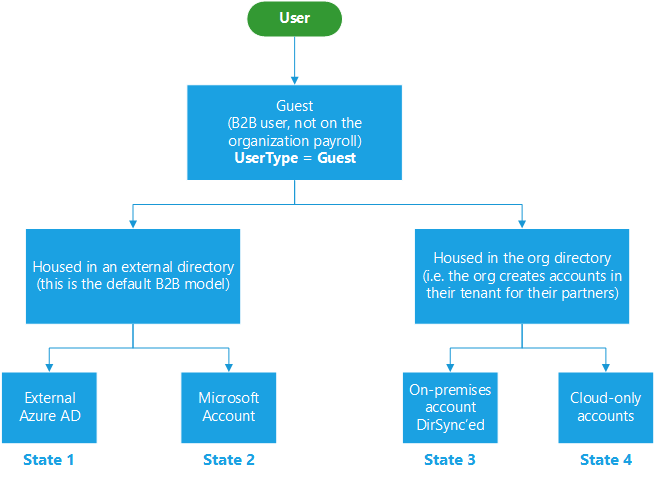 User
Guest
(B2B user, not on the
organization payroll)
UserType = Guest
Housed in an external directory
(this is the default B2B model)
Housed in the org directory
(i.e. the org creates accounts in
their tenant for their partners)
External
Azure AD
Microsoft
Account
On-premises
account
DirSync’ed
Cloud-only
accounts
State 1
State 2
State 3
State 4